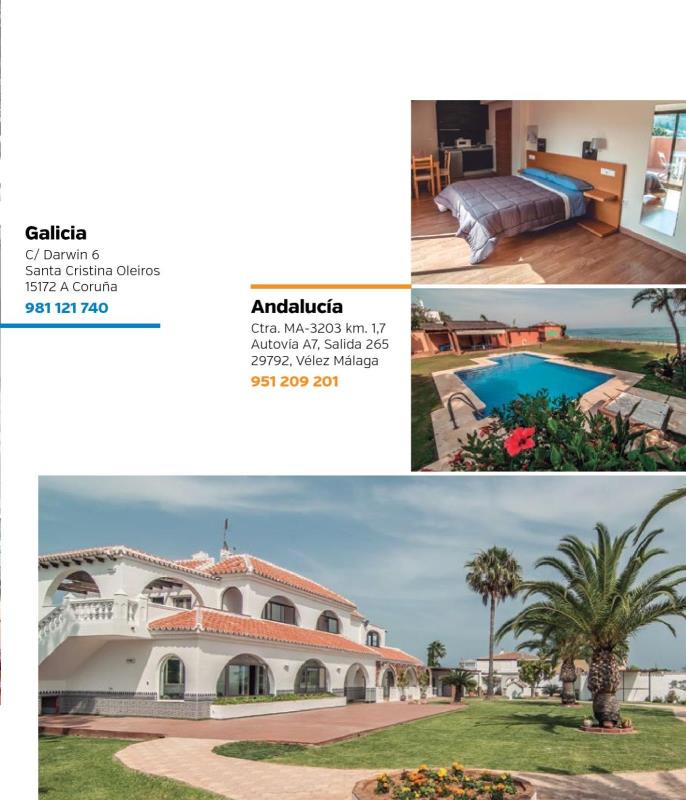 Galicia
C/ Darwin 6
Santa Cristina Oleiros
15172 A Coruña
981 121 740
Andalucía
Ctra. MA-3203 km. 1,7
Autovía A7, Salida 265
29792, Vélez Málaga
951 209 201